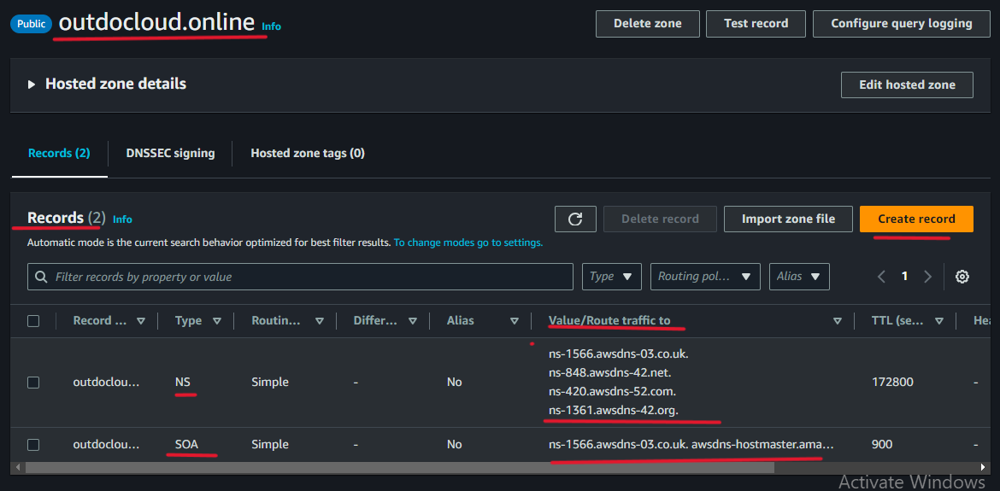 Public outdocloud.online Info Delete zone Test record Configure query logging
Hosted zone details Edit hosted zone
Records (2) DNSSEC signing Hosted zone tags (0)
Records (2) Info Delete record Import zone file Create record
Automatic mode is the current search behavior optimized for best filter results. To change modes go to settings.
Filter records by property or value Type Routing pol... Alias 1
Record ... Type Routin... Differ... Alias Value/Route traffic to TTL (se... Hea
ns-1566.awsdns-03.co.uk.
ns-848.awsdns-42.net.
outdoclou... NS Simple - No 172800 -
ns-420.awsdns-52.com.
ns-1361.awsdns-42.org.
outdoclou... SOA Simple - No ns-1566.awsdns-03.co.uk. awsdns-hostmaster.ama... 900 -
Activate Windows